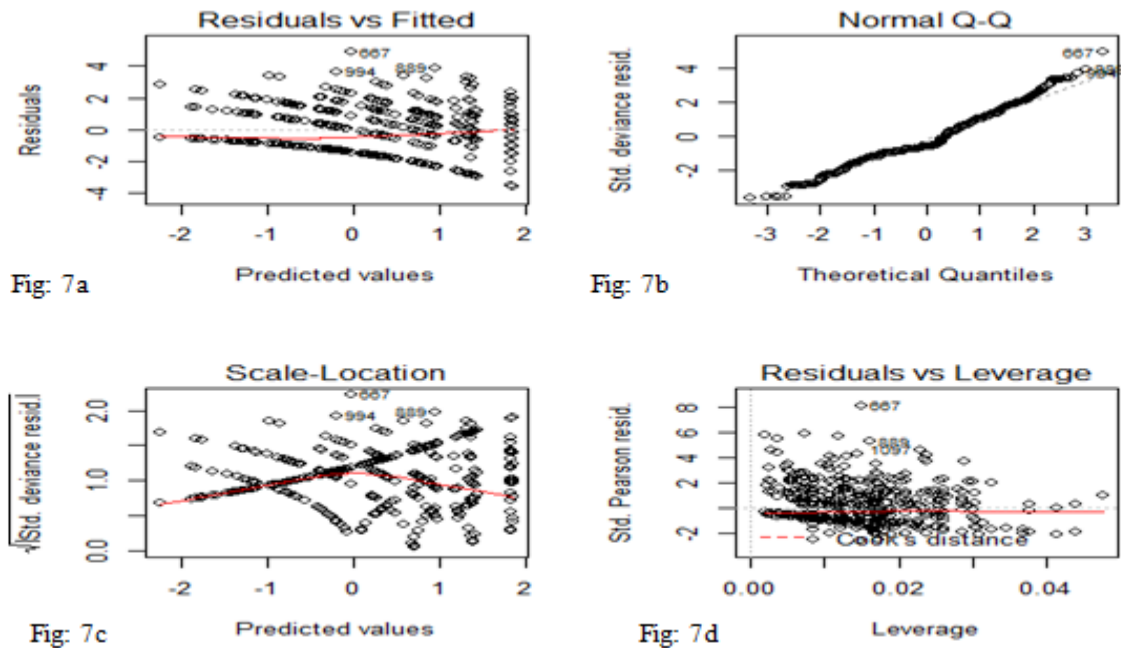 Residuals vs Fitted
Residuals
4
2
0
-2
-4
667
994
889
-2
-1
0
1
2
Predicted values
Fig: 7a
Normal Q-Q
Std. deviance resid.
4
2
0
-2
667
-3
-2
-1
0
1
2
3
Theoretical Quantiles
Fig: 7b
Scale-Location
√|Std. deviance resid.|
2.0
1.0
0.0
667
994
889
-2
-1
0
1
2
Predicted values
Fig: 7c
Residuals vs Leverage
Std. Pearson resid.
8
6
4
2
-2
667
889
1097
Cook's distance
0.00
0.02
0.04
Leverage
Fig: 7d